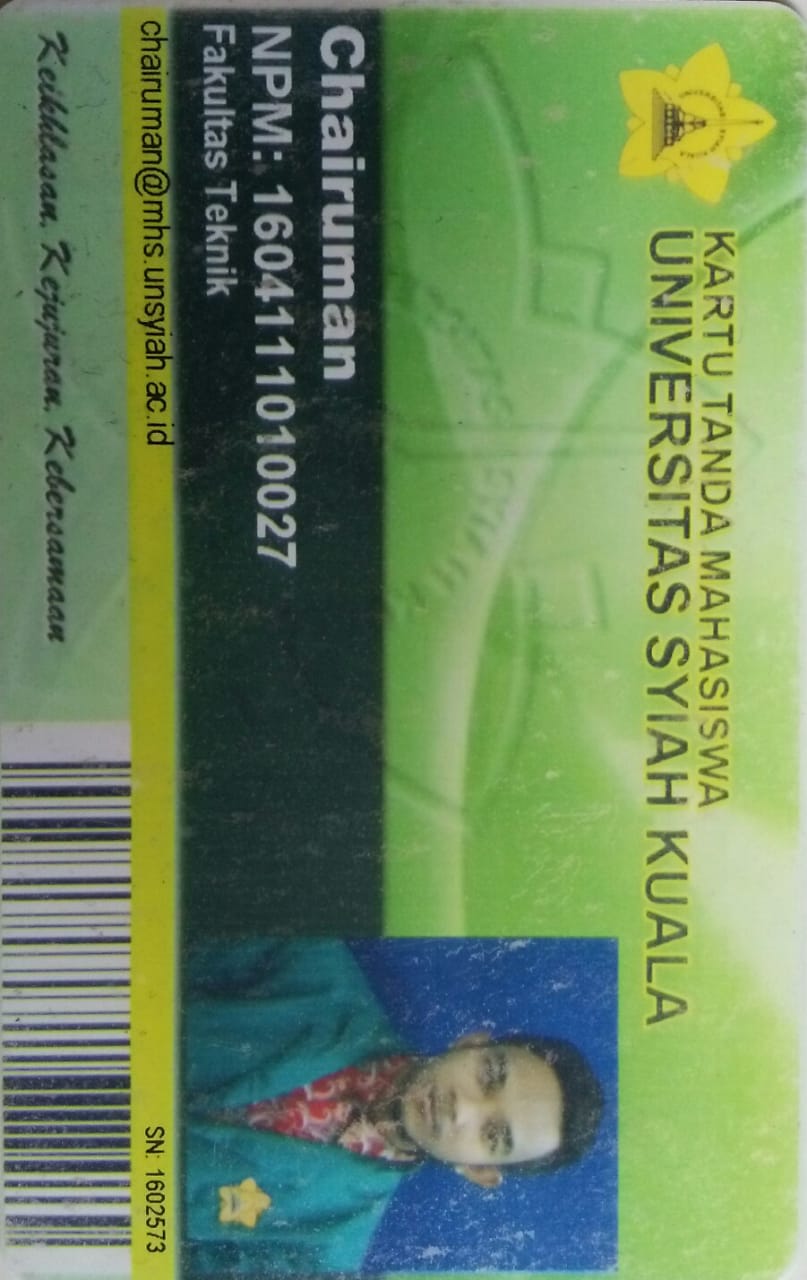 KARTU TANDA MAHASISWA
UNIVERSITAS SYIAH KUALA
Chairuman
NPM: 1604111010027
Fakultas Teknik
chairuman@mhs.unsyiah.ac.id
SN: 1602573
Keikhlasan, Kejujuran, Kebersamaan